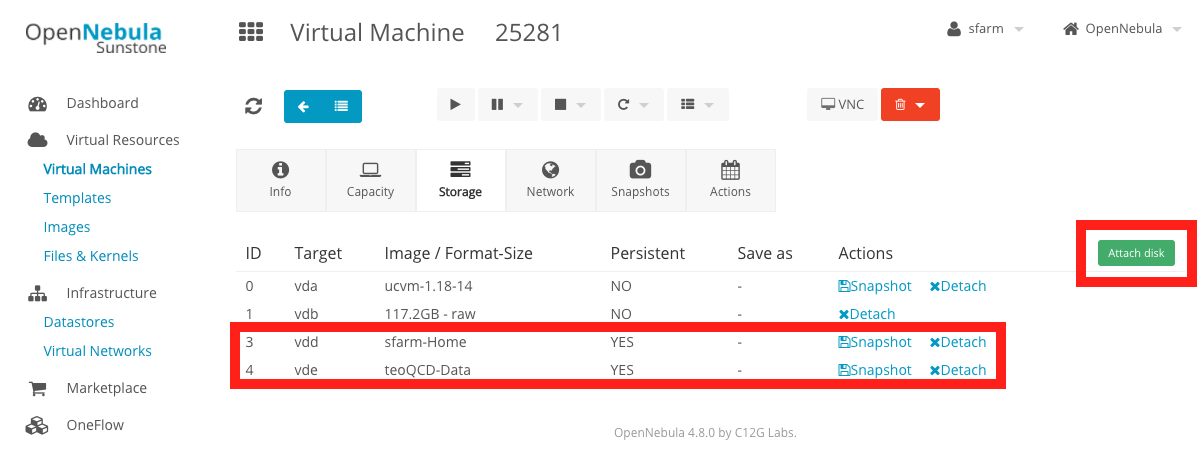 OpenNebula
Sunstone
Virtual Machine 25281
sfarm
OpenNebula
Dashboard
Virtual Resources
Virtual Machines
Templates
Images
Files & Kernels
Infrastructure
Datastores
Virtual Networks
Marketplace
OneFlow
VNC
Info Capacity Storage Network Snapshots Actions
ID Target Image / Format-Size Persistent Save as Actions Attach disk
0 vda ucvm-1.18-14 NO - Snapshot Detach
1 vdb 117.2GB - raw NO - Detach
3 vdd sfarm-Home YES - Snapshot Detach
4 vde teoQCD-Data YES - Snapshot Detach
OpenNebula 4.8.0 by C12G Labs.